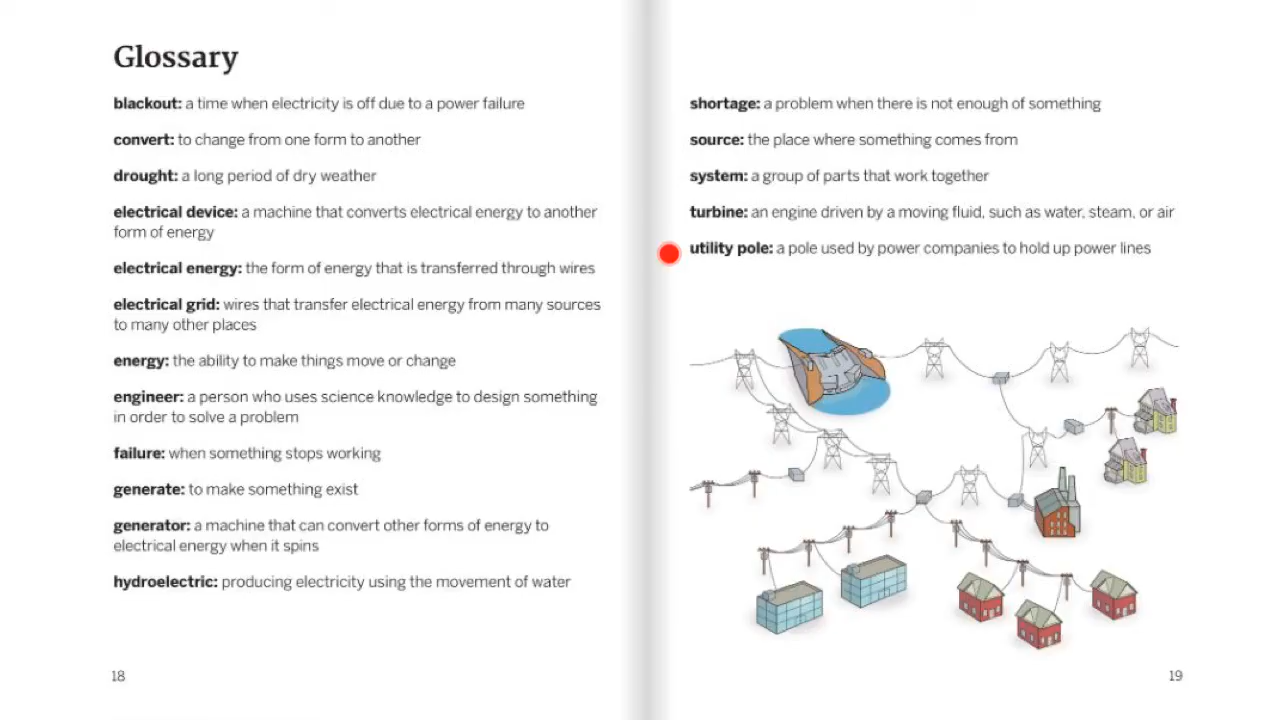 Glossary
blackout: a time when electricity is off due to a power failure
convert: to change from one form to another
drought: a long period of dry weather
electrical device: a machine that converts electrical energy to another
form of energy
electrical energy: the form of energy that is transferred through wires
electrical grid: wires that transfer electrical energy from many sources
to many other places
energy: the ability to make things move or change
engineer: a person who uses science knowledge to design something
in order to solve a problem
failure: when something stops working
generate: to make something exist
generator: a machine that can convert other forms of energy to
electrical energy when it spins
hydroelectric: producing electricity using the movement of water
18
shortage: a problem when there is not enough of something
source: the place where something comes from
system: a group of parts that work together
turbine: an engine driven by a moving fluid, such as water, steam, or air
utility pole: a pole used by power companies to hold up power lines
19